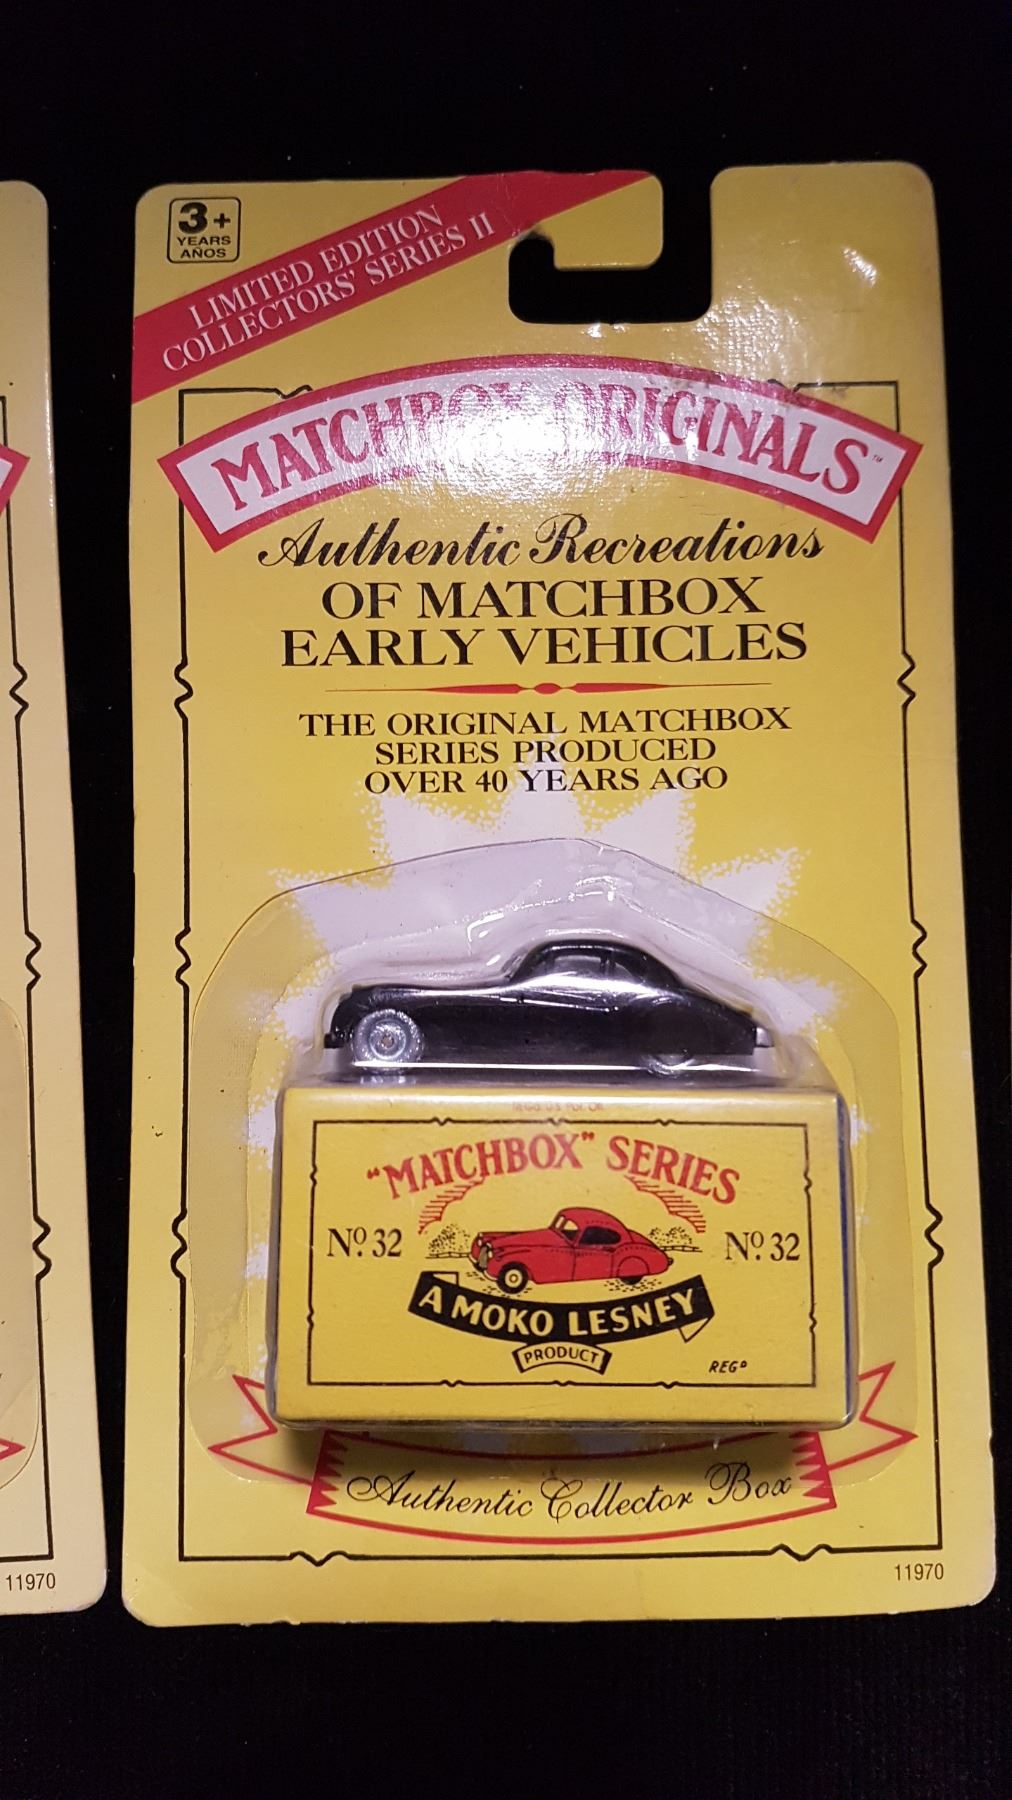 3+
YEARS
AÑOS
LIMITED EDITION
COLLECTORS' SERIES II
MATCHBOX ORIGINALS™
Authentic Recreations
OF MATCHBOX
EARLY VEHICLES
THE ORIGINAL MATCHBOX
SERIES PRODUCED
OVER 40 YEARS AGO
"MATCHBOX" SERIES
Nº. 32
Nº. 32
A MOKO LESNEY
PRODUCT
REGD
Authentic Collector Box
11970
11970